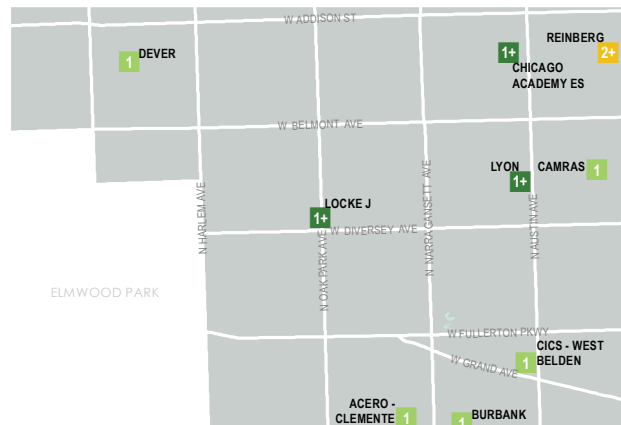 W ADDISON ST
REINBERG
DEVER
1
1+
2+
CHICAGO
ACADEMY ES
W BELMONT AVE
LYON
CAMRAS
1
1+
N HARLEM AVE
LOCKE J
1+
N OAK PARK AVE
W DIVERSEY AVE
N NARRAGANSETT AVE
N AUSTIN AVE
ELMWOOD PARK
W FULLERTON PKWY
CICS - WEST
BELDEN
1
W GRAND AVE
ACERO -
CLEMENTE
1
1
BURBANK